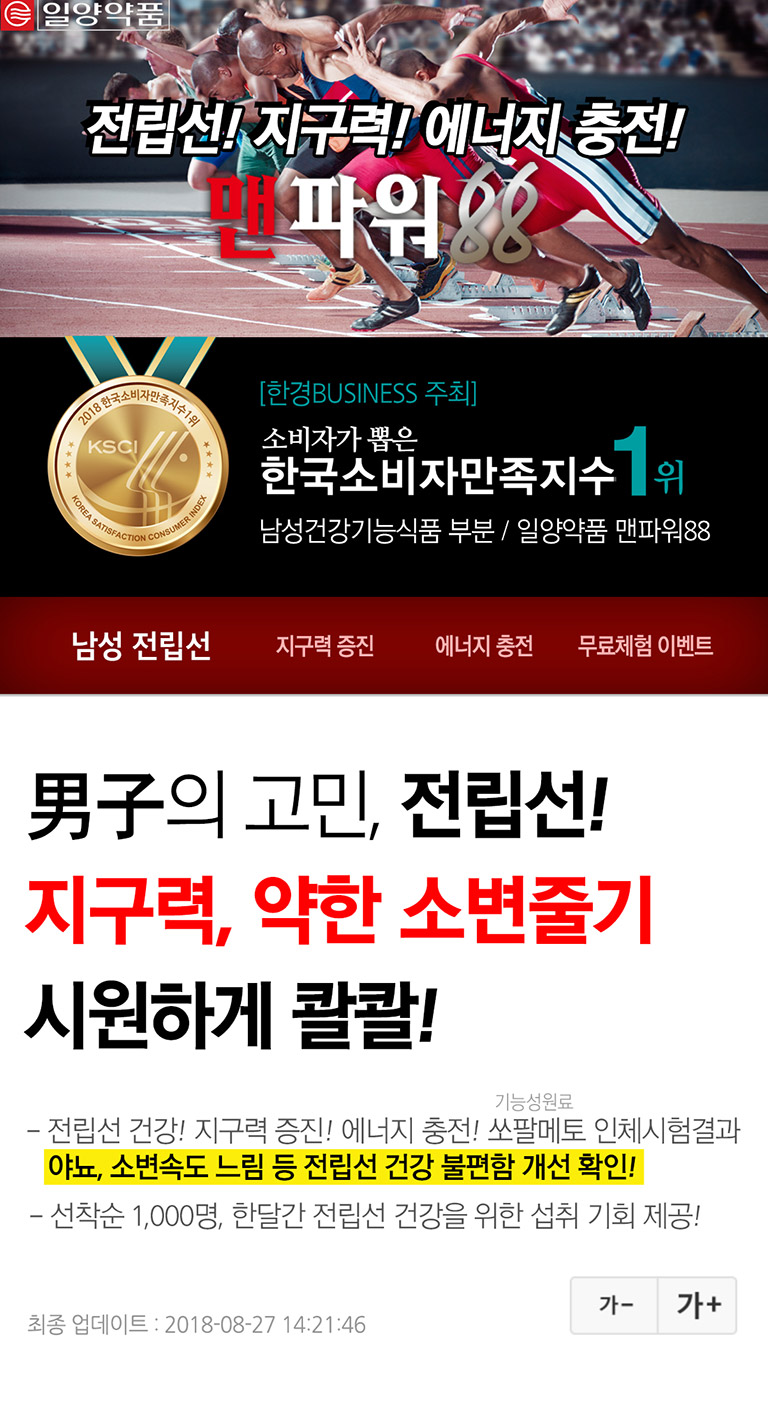 일양약품
전립선! 지구력! 에너지 충전!
맨파워88
2018 한국소비자만족지수 1위
KSCI
KOREA SATISFACTION CONSUMER INDEX
[한경BUSINESS 주최]
소비자가 뽑은
한국소비자만족지수1위
남성건강기능식품 부분 / 일양약품 맨파워88
남성 전립선 지구력 증진 에너지 충전 무료체험 이벤트
男子의 고민, 전립선!
지구력, 약한 소변줄기
시원하게 콸콸!
기능성원료
– 전립선 건강! 지구력 증진! 에너지 충전! 쏘팔메토 인체시험결과
야뇨, 소변속도 느림 등 전립선 건강 불편함 개선 확인!
– 선착순 1,000명, 한달간 전립선 건강을 위한 섭취 기회 제공!
가– 가+
최종 업데이트 : 2018-08-27 14:21:46